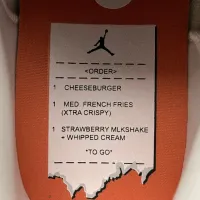 <ORDER>
1 CHEESEBURGER
1 MED FRENCH FRIES
(XTRA CRISPY)
1 STRAWBERRY MLKSHAKE
+ WHIPPED CREAM
*TO GO*